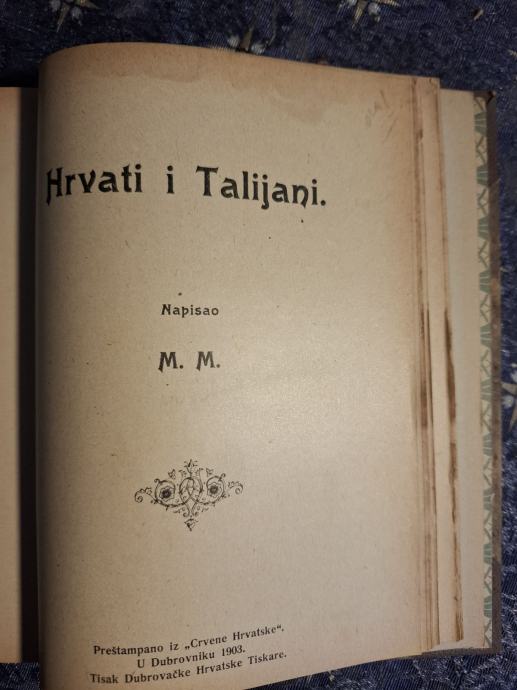 Hrvati i Talijani.
Napisao
M. M.
Preštampano iz „Crvene Hrvatske“.
U Dubrovniku 1903.
Tisak Dubrovačke Hrvatske Tiskare.